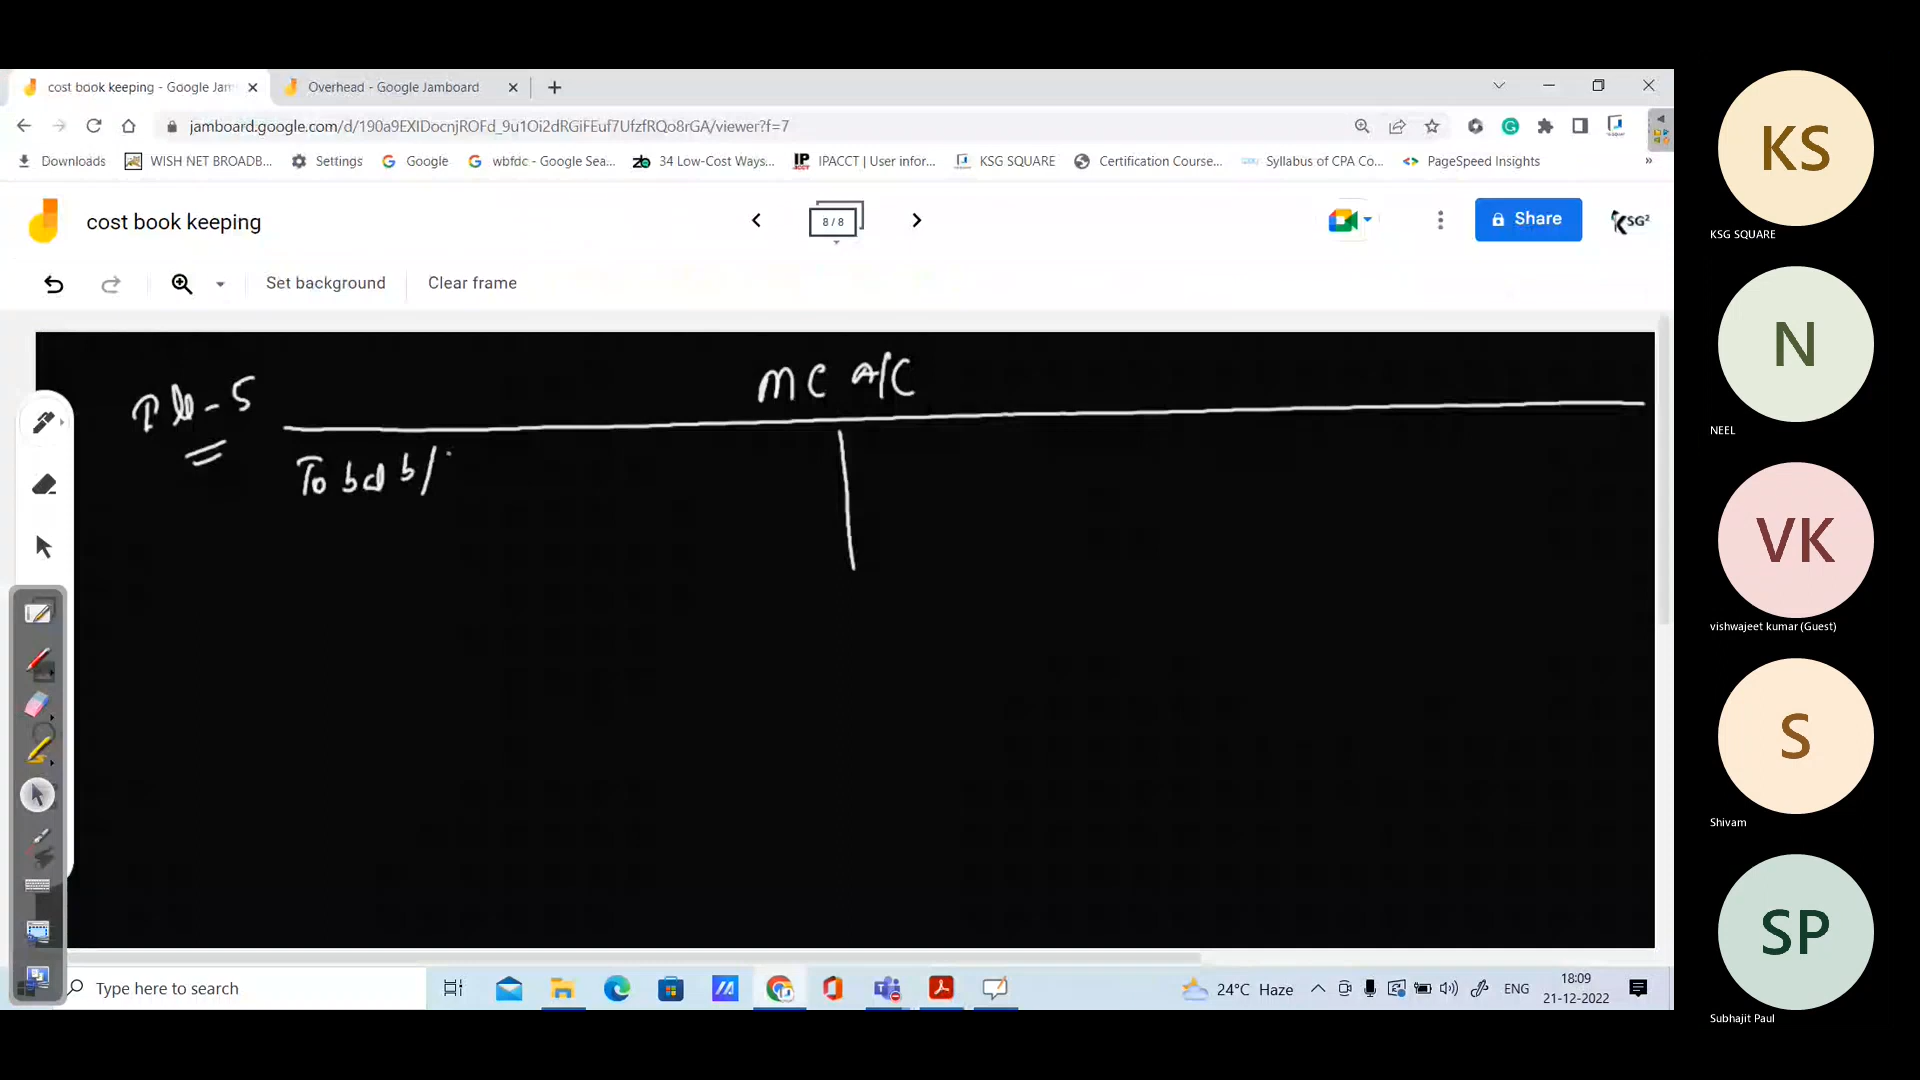 cost book keeping - Google Jam
Overhead - Google Jamboard
jamboard.google.com/d/190a9EXIDocnjROFd_9u1Oi2dRGiFEuf7UfzfRQo8rGA/viewer?f=7
Downloads
WISH NET BROADB...
Settings
Google
wbfdc - Google Sea...
34 Low-Cost Ways...
IPACCT | User infor...
KSG SQUARE
Certification Course...
Syllabus of CPA Co...
PageSpeed Insights
»
cost book keeping
8 / 8
Share
KSG²
Set background
Clear frame
MC A/C
To bal b/
Type here to search
24°C Haze
ENG
18:09
21-12-2022
KS
KSG SQUARE
N
NEEL
VK
vishwajeet kumar (Guest)
S
Shivam
SP
Subhajit Paul